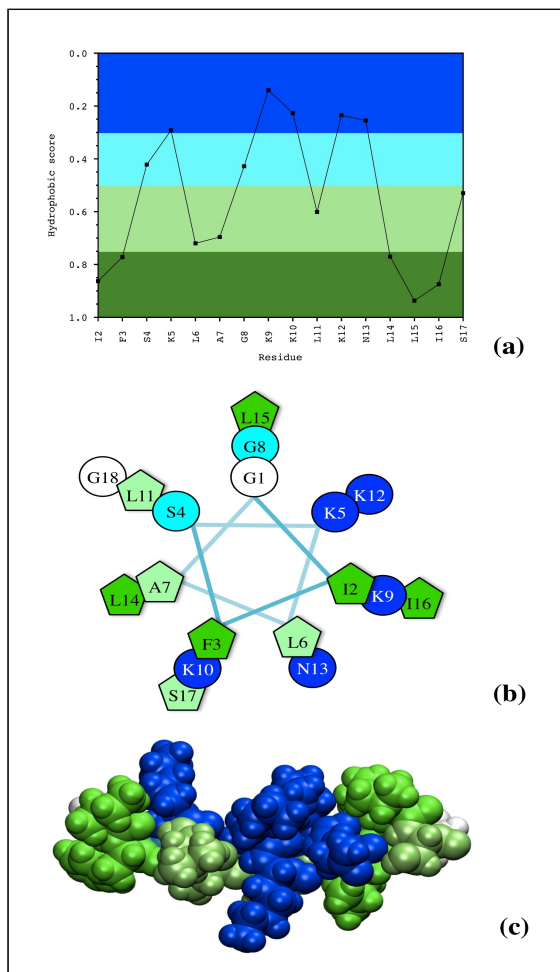 0.0
0.2
0.4
0.6
0.8
1.0
Hydrophobic score
I2 F3 S4 K5 L6 A7 G8 K9 K10 L11 K12 N13 L14 L15 I16 S17
Residue
(a)
L15
G8
G1
G18
L11
S4
K12
K5
A7
L14
I2
K9
I16
F3
K10
S17
L6
N13
(b)
(c)